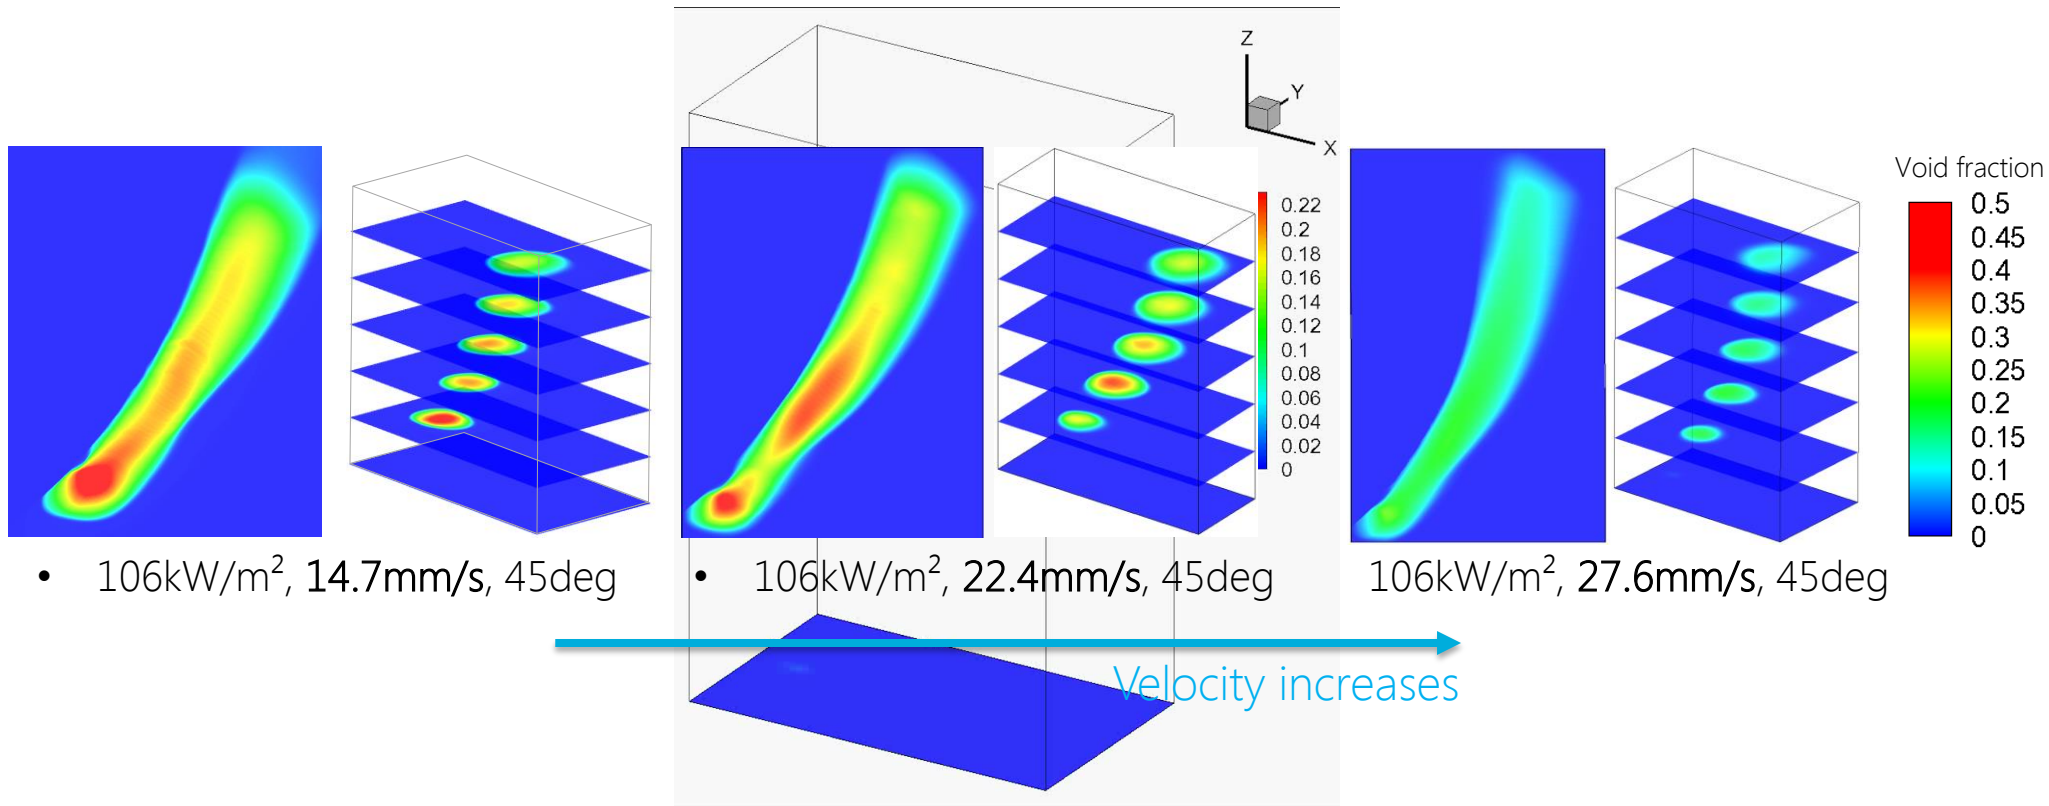 Z
Y
X
Void fraction
0.5
0.45
0.4
0.35
0.3
0.25
0.2
0.15
0.1
0.05
0
0.22
0.2
0.18
0.16
0.14
0.12
0.1
0.08
0.06
0.04
0.02
0
• 106kW/m², 14.7mm/s, 45deg
• 106kW/m², 22.4mm/s, 45deg
106kW/m², 27.6mm/s, 45deg
Velocity increases